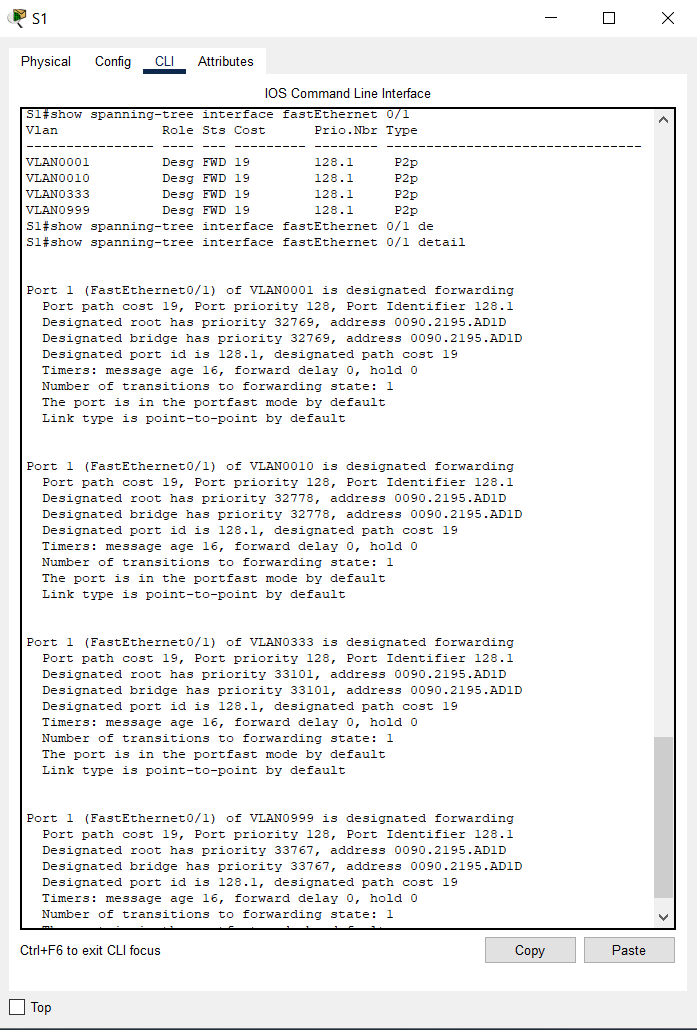 S1
Physical Config CLI Attributes
IOS Command Line Interface
S1#show spanning-tree interface fastEthernet 0/1
Vlan             Role Sts Cost      Prio.Nbr Type
---------------- ---- --- --------- -------- --------------------------------
VLAN0001         Desg FWD 19        128.1     P2p
VLAN0010         Desg FWD 19        128.1     P2p
VLAN0333         Desg FWD 19        128.1     P2p
VLAN0999         Desg FWD 19        128.1     P2p
S1#show spanning-tree interface fastEthernet 0/1 de
S1#show spanning-tree interface fastEthernet 0/1 detail
Port 1 (FastEthernet0/1) of VLAN0001 is designated forwarding
  Port path cost 19, Port priority 128, Port Identifier 128.1
  Designated root has priority 32769, address 0090.2195.AD1D
  Designated bridge has priority 32769, address 0090.2195.AD1D
  Designated port id is 128.1, designated path cost 19
  Timers: message age 16, forward delay 0, hold 0
  Number of transitions to forwarding state: 1
  The port is in the portfast mode by default
  Link type is point-to-point by default
Port 1 (FastEthernet0/1) of VLAN0010 is designated forwarding
  Port path cost 19, Port priority 128, Port Identifier 128.1
  Designated root has priority 32778, address 0090.2195.AD1D
  Designated bridge has priority 32778, address 0090.2195.AD1D
  Designated port id is 128.1, designated path cost 19
  Timers: message age 16, forward delay 0, hold 0
  Number of transitions to forwarding state: 1
  The port is in the portfast mode by default
  Link type is point-to-point by default
Port 1 (FastEthernet0/1) of VLAN0333 is designated forwarding
  Port path cost 19, Port priority 128, Port Identifier 128.1
  Designated root has priority 33101, address 0090.2195.AD1D
  Designated bridge has priority 33101, address 0090.2195.AD1D
  Designated port id is 128.1, designated path cost 19
  Timers: message age 16, forward delay 0, hold 0
  Number of transitions to forwarding state: 1
  The port is in the portfast mode by default
  Link type is point-to-point by default
Port 1 (FastEthernet0/1) of VLAN0999 is designated forwarding
  Port path cost 19, Port priority 128, Port Identifier 128.1
  Designated root has priority 33767, address 0090.2195.AD1D
  Designated bridge has priority 33767, address 0090.2195.AD1D
  Designated port id is 128.1, designated path cost 19
  Timers: message age 16, forward delay 0, hold 0
  Number of transitions to forwarding state: 1
Ctrl+F6 to exit CLI focus
Copy
Paste
Top